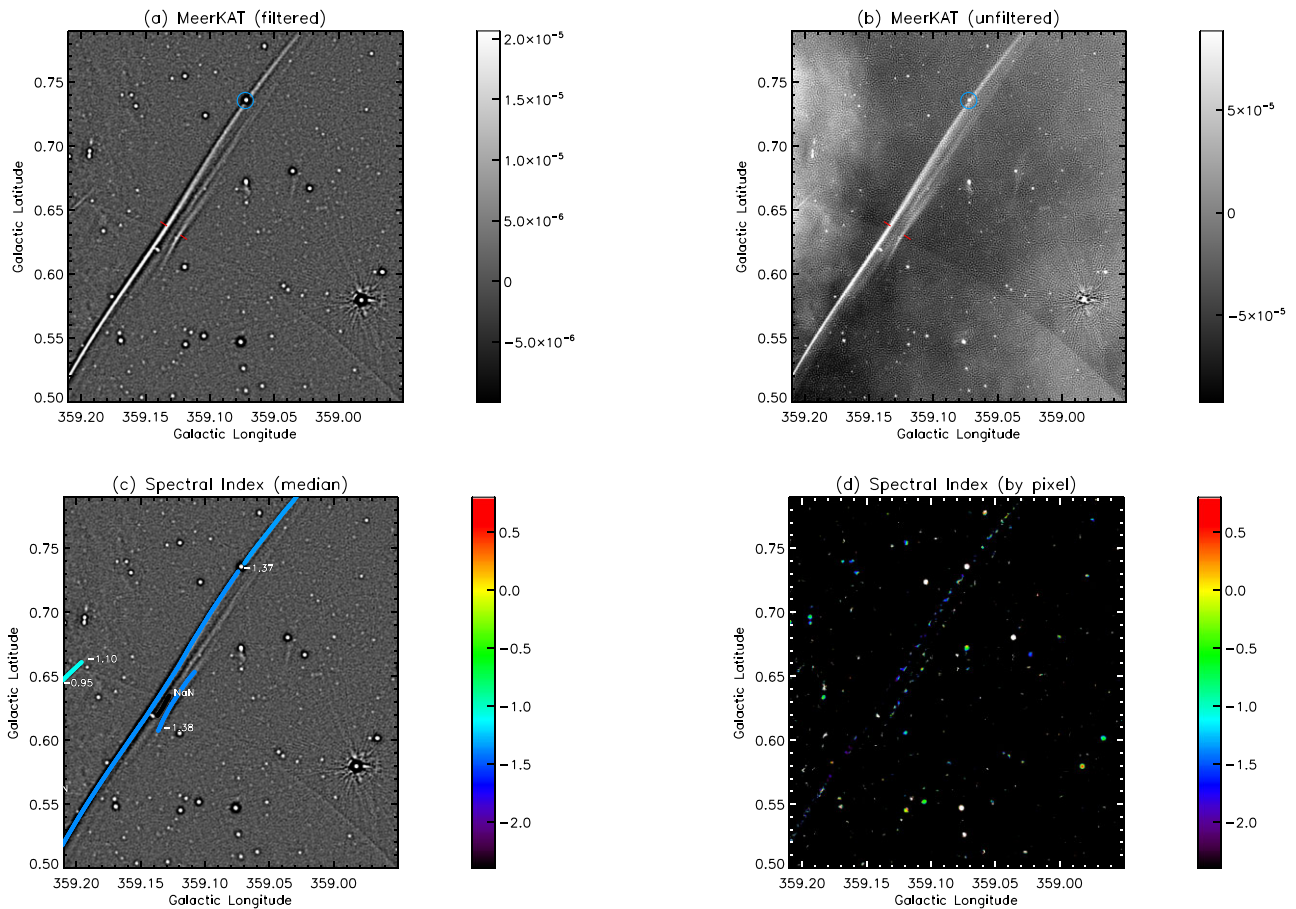 (a) MeerKAT (filtered)
0.75
0.70
0.65
0.60
0.55
0.50
Galactic Latitude
359.20 359.15 359.10 359.05 359.00
Galactic Longitude
2.0×10⁻⁵
1.5×10⁻⁵
1.0×10⁻⁵
5.0×10⁻⁶
0
−5.0×10⁻⁶
(b) MeerKAT (unfiltered)
0.75
0.70
0.65
0.60
0.55
0.50
Galactic Latitude
359.20 359.15 359.10 359.05 359.00
Galactic Longitude
5×10⁻⁵
0
−5×10⁻⁵
(c) Spectral Index (median)
0.75
0.70
0.65
0.60
0.55
0.50
Galactic Latitude
−1.37
−1.10
−0.95
NaN
−1.38
N
359.20 359.15 359.10 359.05 359.00
Galactic Longitude
0.5
0.0
−0.5
−1.0
−1.5
−2.0
(d) Spectral Index (by pixel)
0.75
0.70
0.65
0.60
0.55
0.50
Galactic Latitude
359.20 359.15 359.10 359.05 359.00
Galactic Longitude
0.5
0.0
−0.5
−1.0
−1.5
−2.0